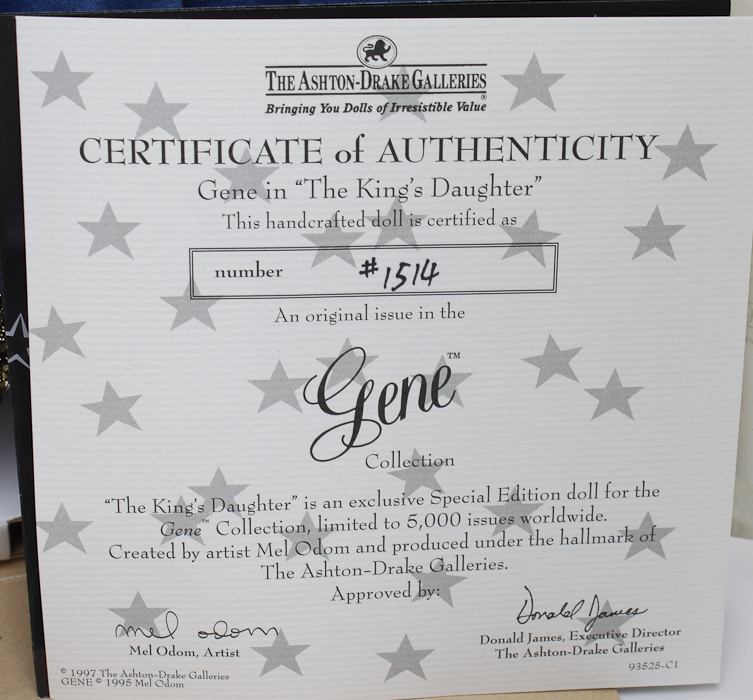 THE ASHTON-DRAKE GALLERIES®
Bringing You Dolls of Irresistible Value
CERTIFICATE of AUTHENTICITY
Gene in “The King's Daughter”
This handcrafted doll is certified as
number #1514
An original issue in the
Gene™
Collection
“The King's Daughter” is an exclusive Special Edition doll for the
Gene™ Collection, limited to 5,000 issues worldwide.
Created by artist Mel Odom and produced under the hallmark of
The Ashton-Drake Galleries.
Approved by:
mel odom
Mel Odom, Artist
Donald James
Donald James, Executive Director
The Ashton-Drake Galleries
© 1997 The Ashton-Drake Galleries
GENE © 1995 Mel Odom
93525-C1